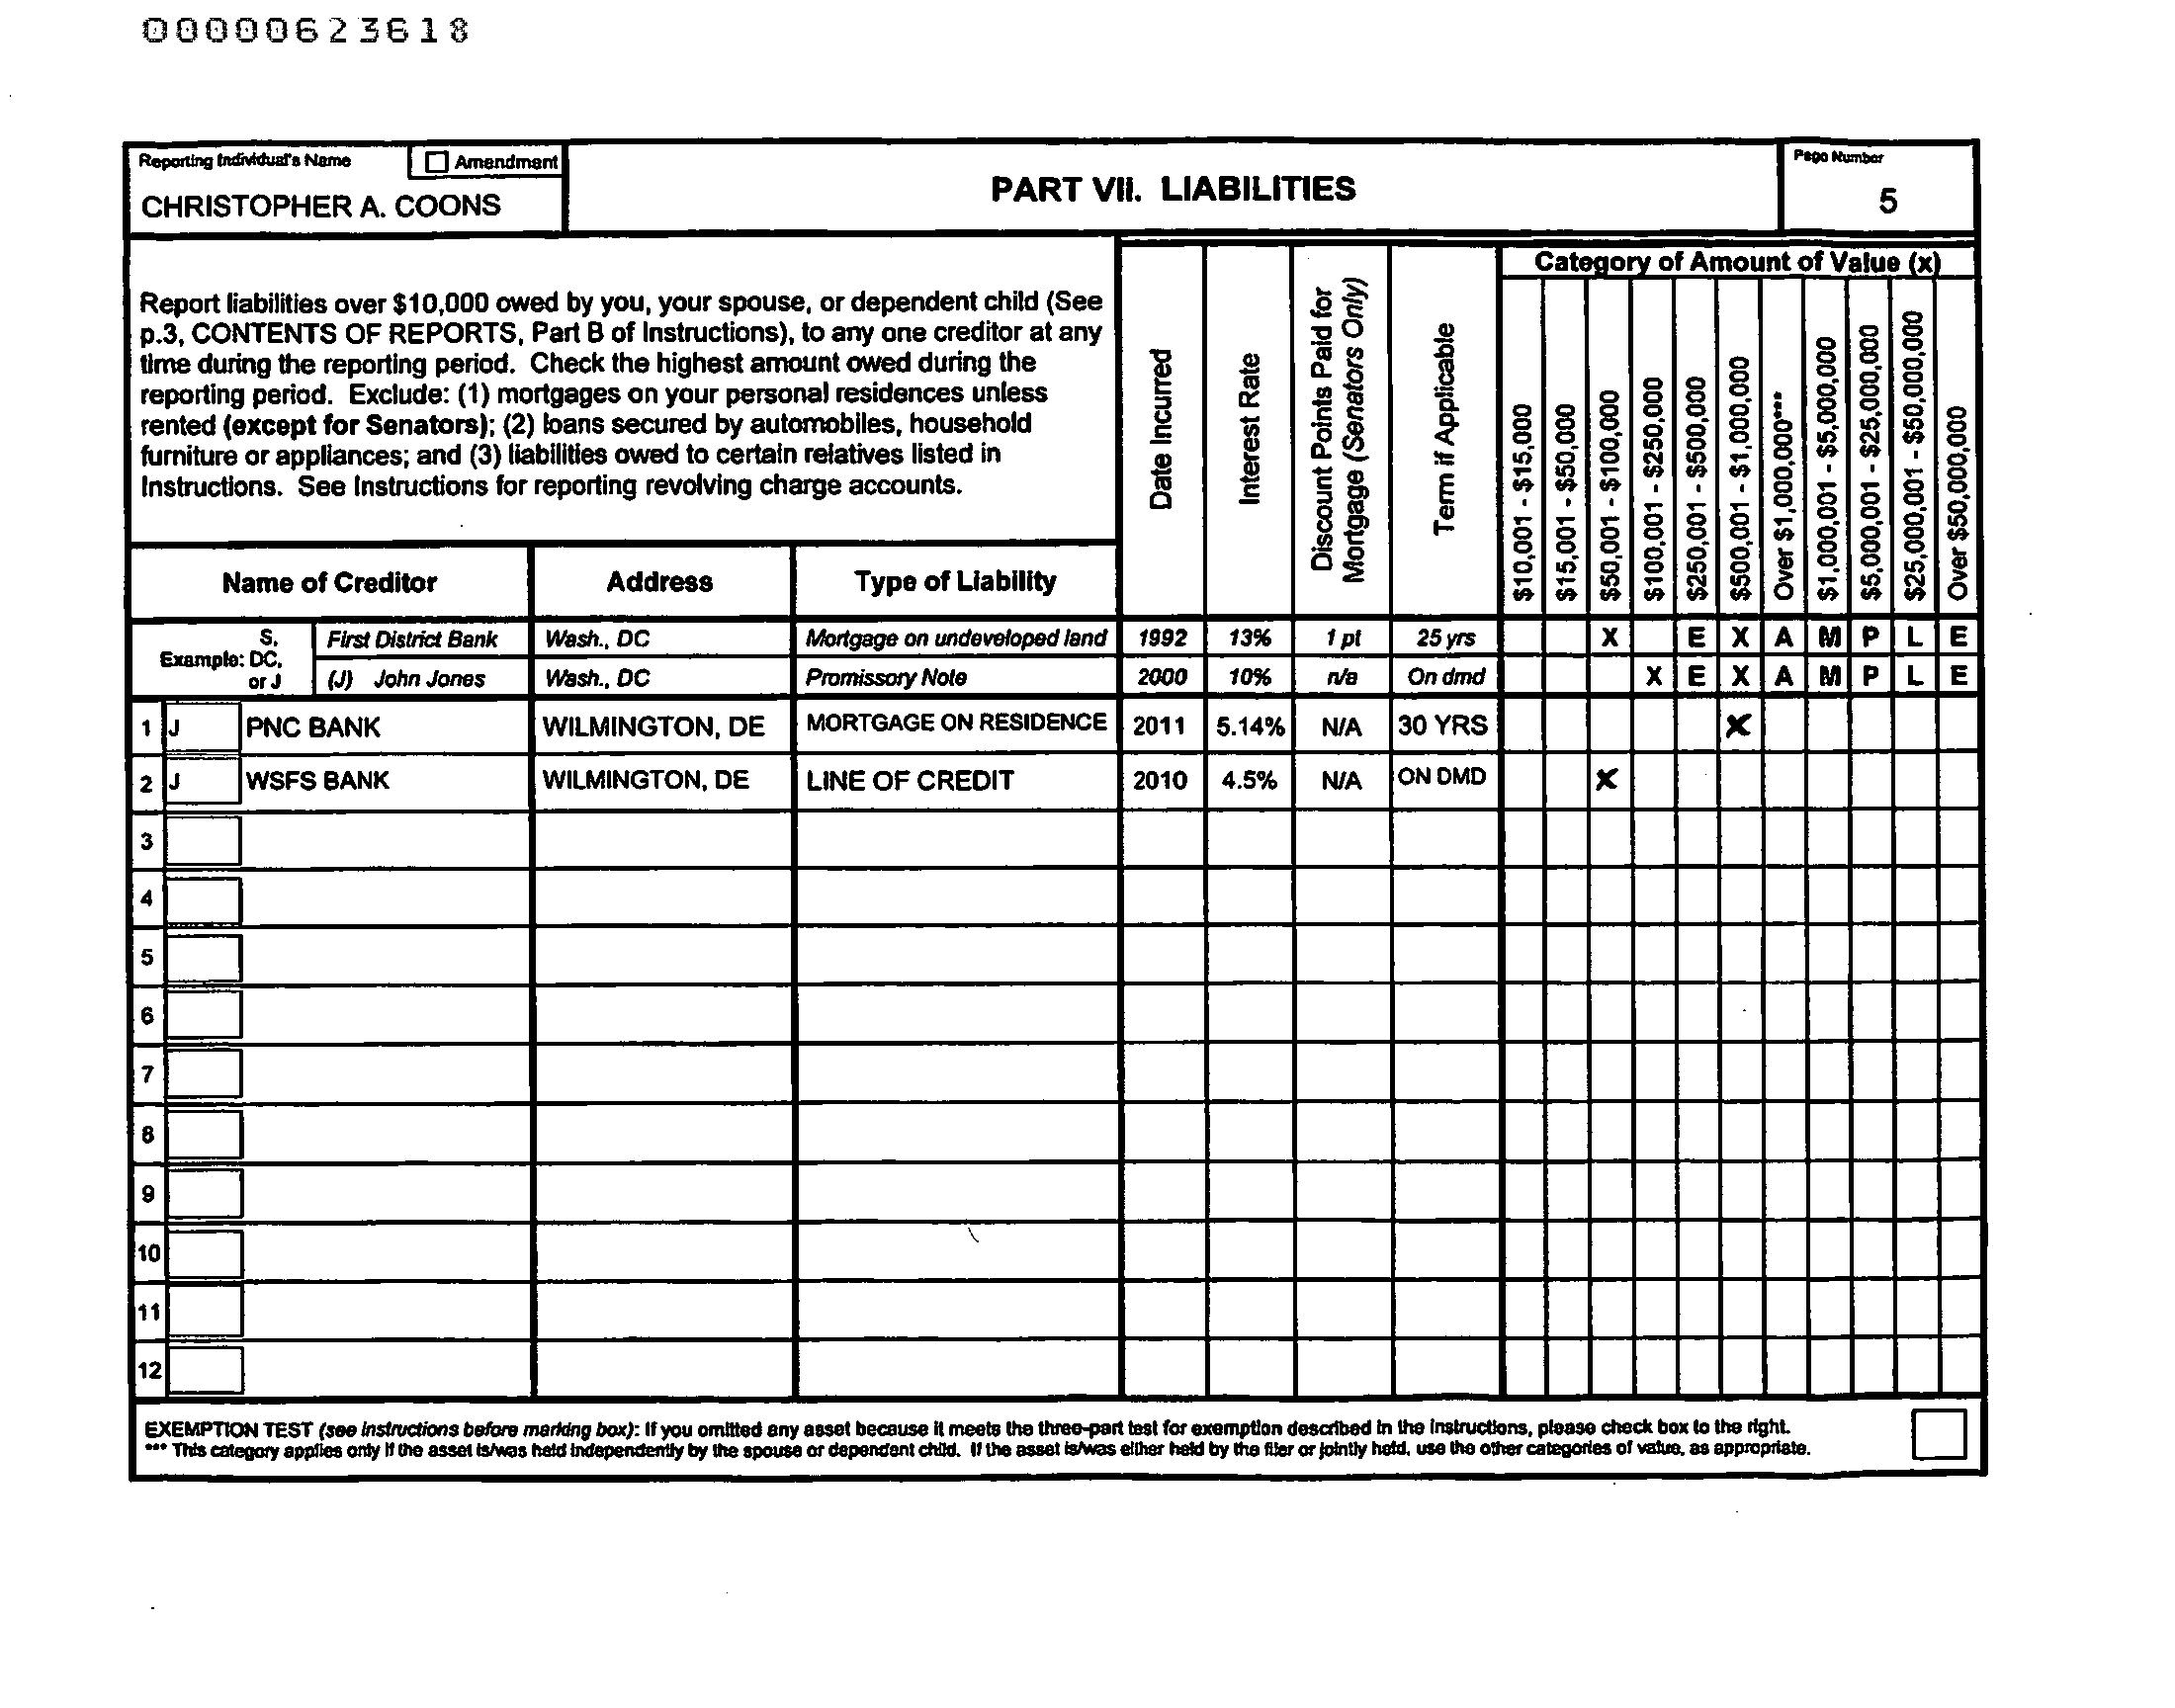 00000623618
Reporting Individual's Name
Amendment
CHRISTOPHER A. COONS
PART VII. LIABILITIES
Page Number
5
Report liabilities over $10,000 owed by you, your spouse, or dependent child (See
p.3, CONTENTS OF REPORTS, Part B of Instructions), to any one creditor at any
time during the reporting period. Check the highest amount owed during the
reporting period. Exclude: (1) mortgages on your personal residences unless
rented (except for Senators); (2) loans secured by automobiles, household
furniture or appliances; and (3) liabilities owed to certain relatives listed in
Instructions. See Instructions for reporting revolving charge accounts.
Name of Creditor
Address
Type of Liability
Date Incurred
Interest Rate
Discount Points Paid for
Mortgage (Senators Only)
Term if Applicable
Category of Amount of Value (x)
$10,001 - $15,000
$15,001 - $50,000
$50,001 - $100,000
$100,001 - $250,000
$250,001 - $500,000
$500,001 - $1,000,000
Over $1,000,000***
$1,000,001 - $5,000,000
$5,000,001 - $25,000,000
$25,000,001 - $50,000,000
Over $50,000,000
Example: S, DC, or J
First District Bank Wash., DC Mortgage on undeveloped land 1992 13% 1 pt 25 yrs X E X A M P L E
(J) John Jones Wash., DC Promissory Note 2000 10% n/a On dmd X E X A M P L E
1 J PNC BANK WILMINGTON, DE MORTGAGE ON RESIDENCE 2011 5.14% N/A 30 YRS X
2 J WSFS BANK WILMINGTON, DE LINE OF CREDIT 2010 4.5% N/A ON DMD X
3
4
5
6
7
8
9
10
11
12
EXEMPTION TEST (see instructions before marking box): If you omitted any asset because it meets the three-part test for exemption described in the instructions, please check box to the right.
*** This category applies only if the asset is/was held independently by the spouse or dependent child. If the asset is/was either held by the filer or jointly held, use the other categories of value, as appropriate.